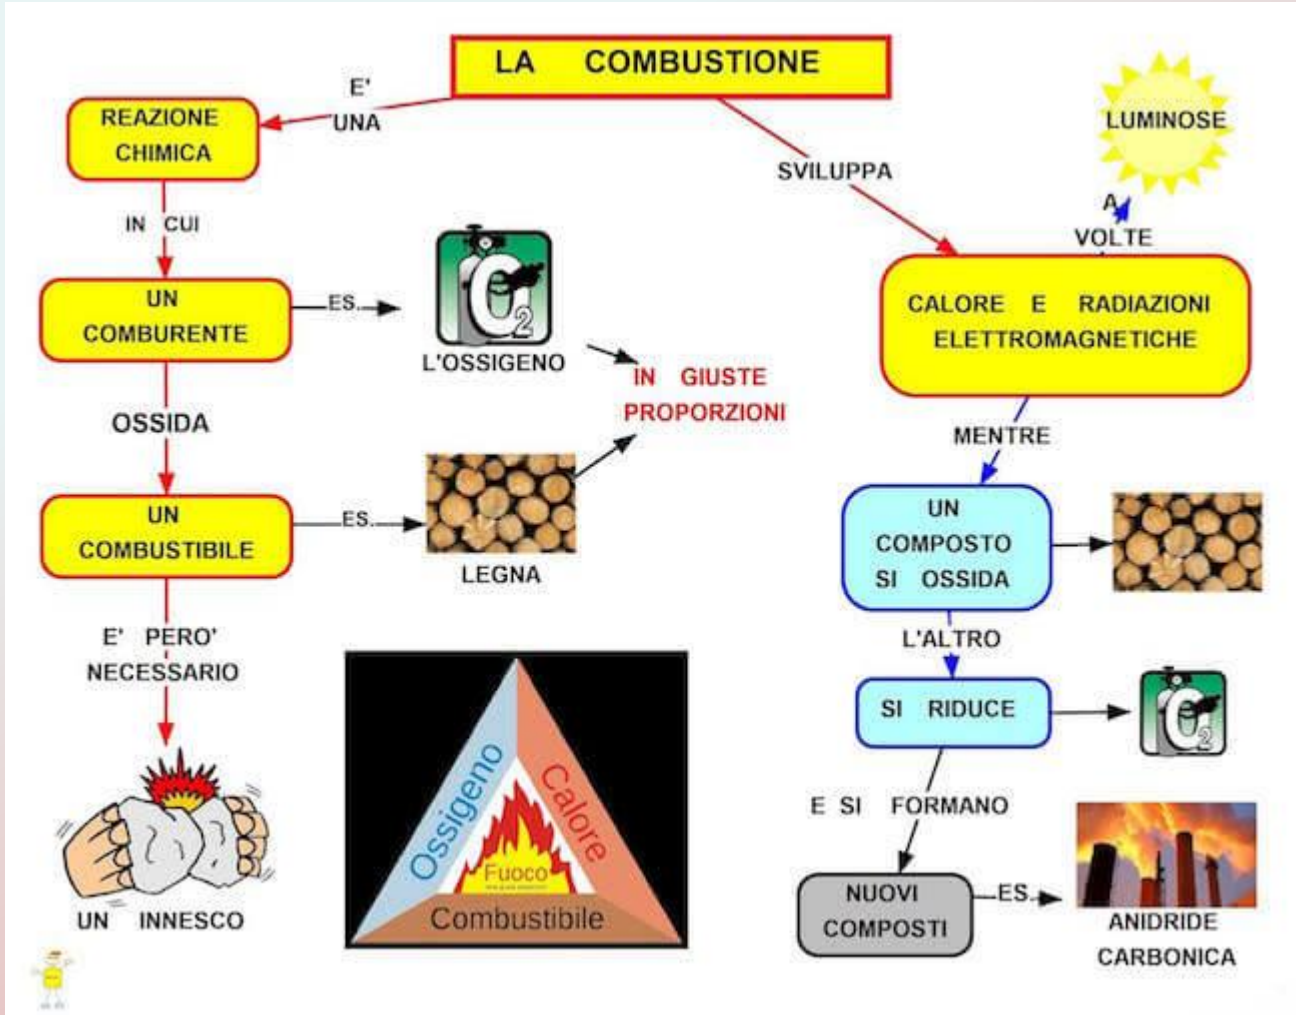 LA COMBUSTIONE
E'
UNA
REAZIONE
CHIMICA
IN CUI
UN
COMBURENTE
ES.
O2
L'OSSIGENO
OSSIDA
UN
COMBUSTIBILE
ES.
LEGNA
IN GIUSTE
PROPORZIONI
E' PERO'
NECESSARIO
UN INNESCO
Ossigeno
Calore
Fuoco
Combustibile
SVILUPPA
CALORE E RADIAZIONI
ELETTROMAGNETICHE
A
VOLTE
LUMINOSE
MENTRE
UN
COMPOSTO
SI OSSIDA
L'ALTRO
SI RIDUCE
O2
E SI FORMANO
NUOVI
COMPOSTI
ES.
ANIDRIDE
CARBONICA